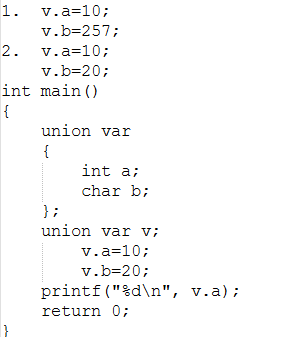 1.  v.a=10;
    v.b=257;
2.  v.a=10;
    v.b=20;
int main()
{
    union var
    {
        int a;
        char b;
    };
    union var v;
        v.a=10;
        v.b=20;
    printf("%d\n", v.a);
    return 0;
}